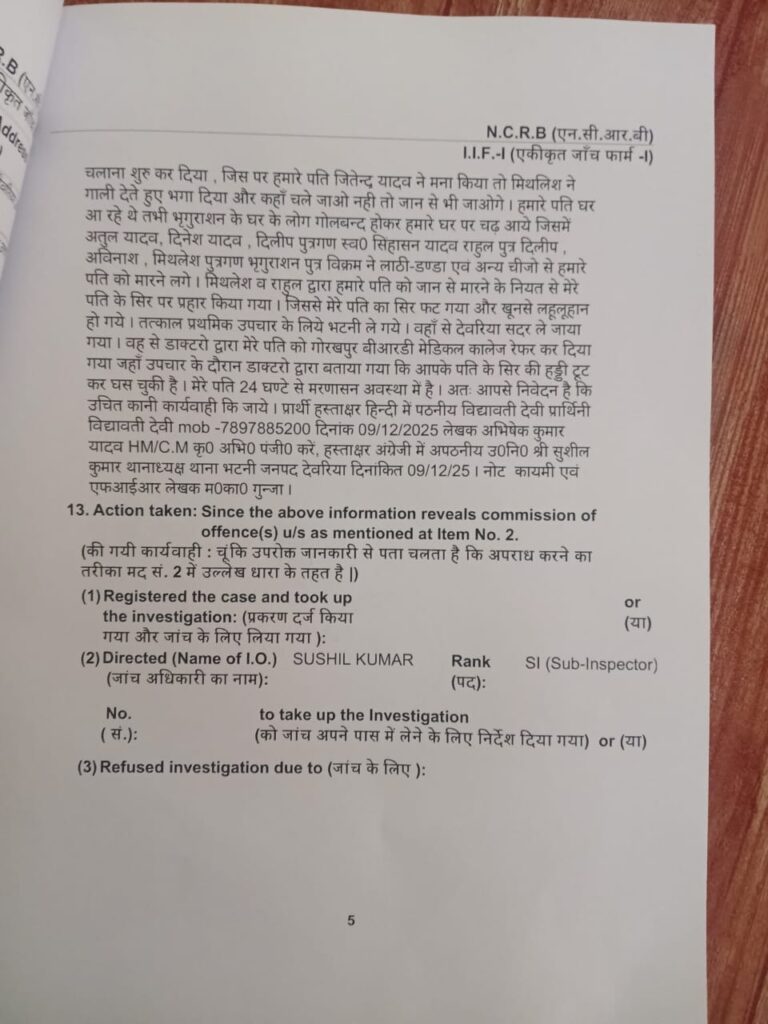 N.C.R.B (एन.सी.आर.बी)
I.I.F.-I (एकीकृत जाँच फार्म -I)
चलाना शुरु कर दिया , जिस पर हमारे पति जितेन्द्र यादव ने मना किया तो मिथलिश ने
गाली देते हुए भगा दिया और कहाँ चले जाओ नही तो जान से भी जाओगे । हमारे पति घर
आ रहे थे तभी भृगुराशन के घर के लोग गोलबन्द होकर हमारे घर पर चढ़ आये जिसमें
अतुल यादव, दिनेश यादव , दिलीप पुत्रगण स्व0 सिंहासन यादव राहुल पुत्र दिलीप ,
अविनाश , मिथलेश पुत्रगण भृगुराशन पुत्र विक्रम ने लाठी-डण्डा एवं अन्य चीजो से हमारे
पति को मारने लगे । मिथलेश व राहुल द्वारा हमारे पति को जान से मारने के नियत से मेरे
पति के सिर पर प्रहार किया गया । जिससे मेरे पति का सिर फट गया और खूनसे लहूलूहान
हो गये । तत्काल प्रथमिक उपचार के लिये भटनी ले गये । वहाँ से देवरिया सदर ले जाया
गया । वह से डाक्टरो द्वारा मेरे पति को गोरखपुर बीआरडी मेडिकल कालेज रेफर कर दिया
गया जहाँ उपचार के दौरान डाक्टरो द्वारा बताया गया कि आपके पति के सिर की हड्डी टूट
कर घस चुकी है । मेरे पति 24 घण्टे से मरणासन अवस्था में है । अतः आपसे निवेदन है कि
उचित कानी कार्यवाही कि जाये । प्रार्थी हस्ताक्षर हिन्दी में पठनीय विद्यावती देवी प्रार्थिनी
विद्यावती देवी mob -7897885200 दिनांक 09/12/2025 लेखक अभिषेक कुमार
यादव HM/C.M कृ0 अभि0 पंजी0 करें, हस्ताक्षर अंग्रेजी में अपठनीय उ0नि0 श्री सुशील
कुमार थानाध्यक्ष थाना भटनी जनपद देवरिया दिनांकित 09/12/25 । नोट कायमी एवं
एफआईआर लेखक म0का0 गुन्जा ।
13. Action taken: Since the above information reveals commission of
offence(s) u/s as mentioned at Item No. 2.
(की गयी कार्यवाही : चूंकि उपरोक्त जानकारी से पता चलता है कि अपराध करने का
तरीका मद सं. 2 में उल्लेख धारा के तहत है |)
(1) Registered the case and took up or
the investigation: (प्रकरण दर्ज किया (या)
गया और जांच के लिए लिया गया ):
(2) Directed (Name of I.O.) SUSHIL KUMAR Rank SI (Sub-Inspector)
(जांच अधिकारी का नाम): (पद):
No. to take up the Investigation
( सं.): (को जांच अपने पास में लेने के लिए निर्देश दिया गया) or (या)
(3) Refused investigation due to (जांच के लिए ):
5